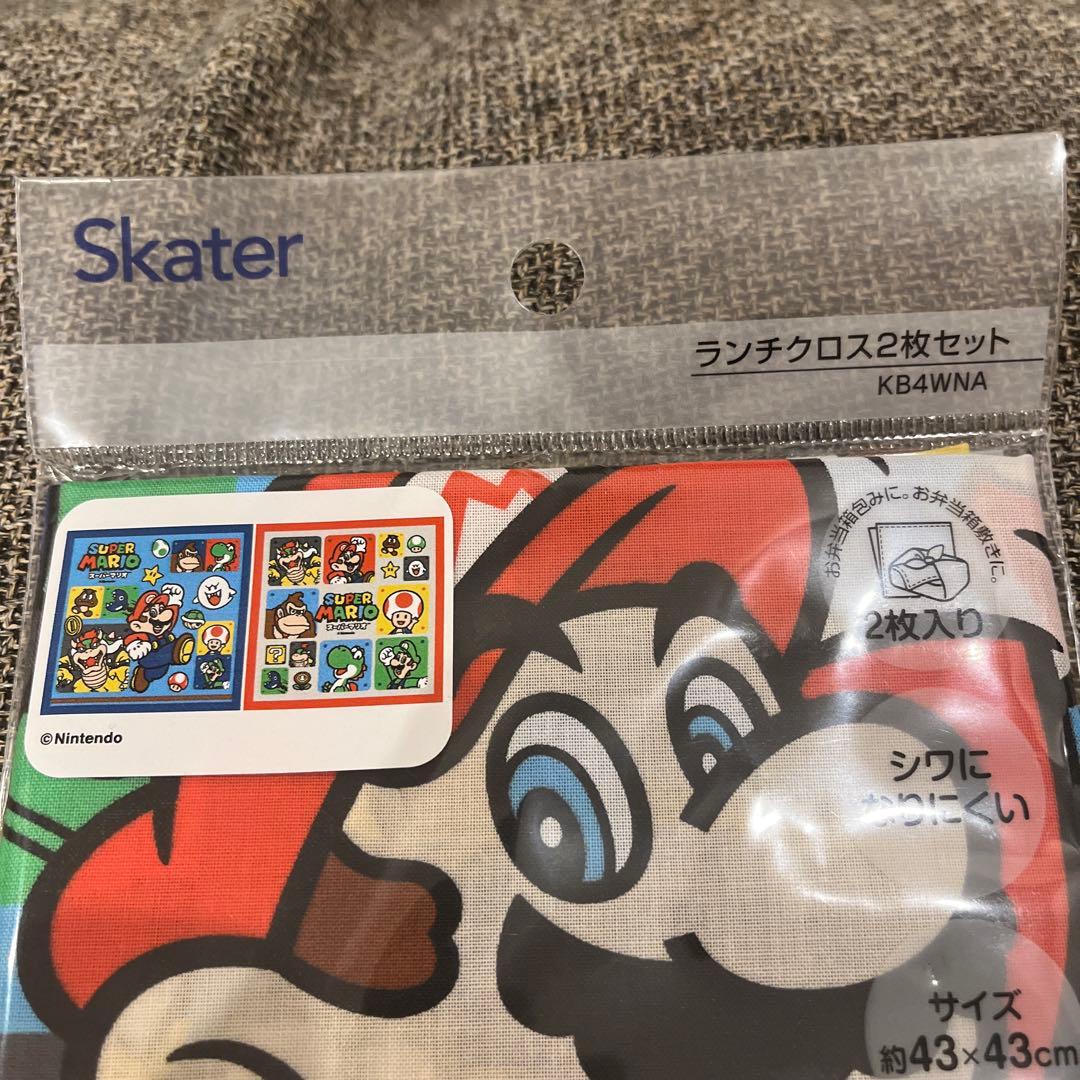 Skater
ランチクロス2枚セット
KB4WNA
お弁当箱包みに。お弁当箱敷きに。
2枚入り
SUPER
MARIO
スーパーマリオ
SUPER
MARIO
スーパーマリオ
©Nintendo
シワに
なりにくい
サイズ
約43×43cm